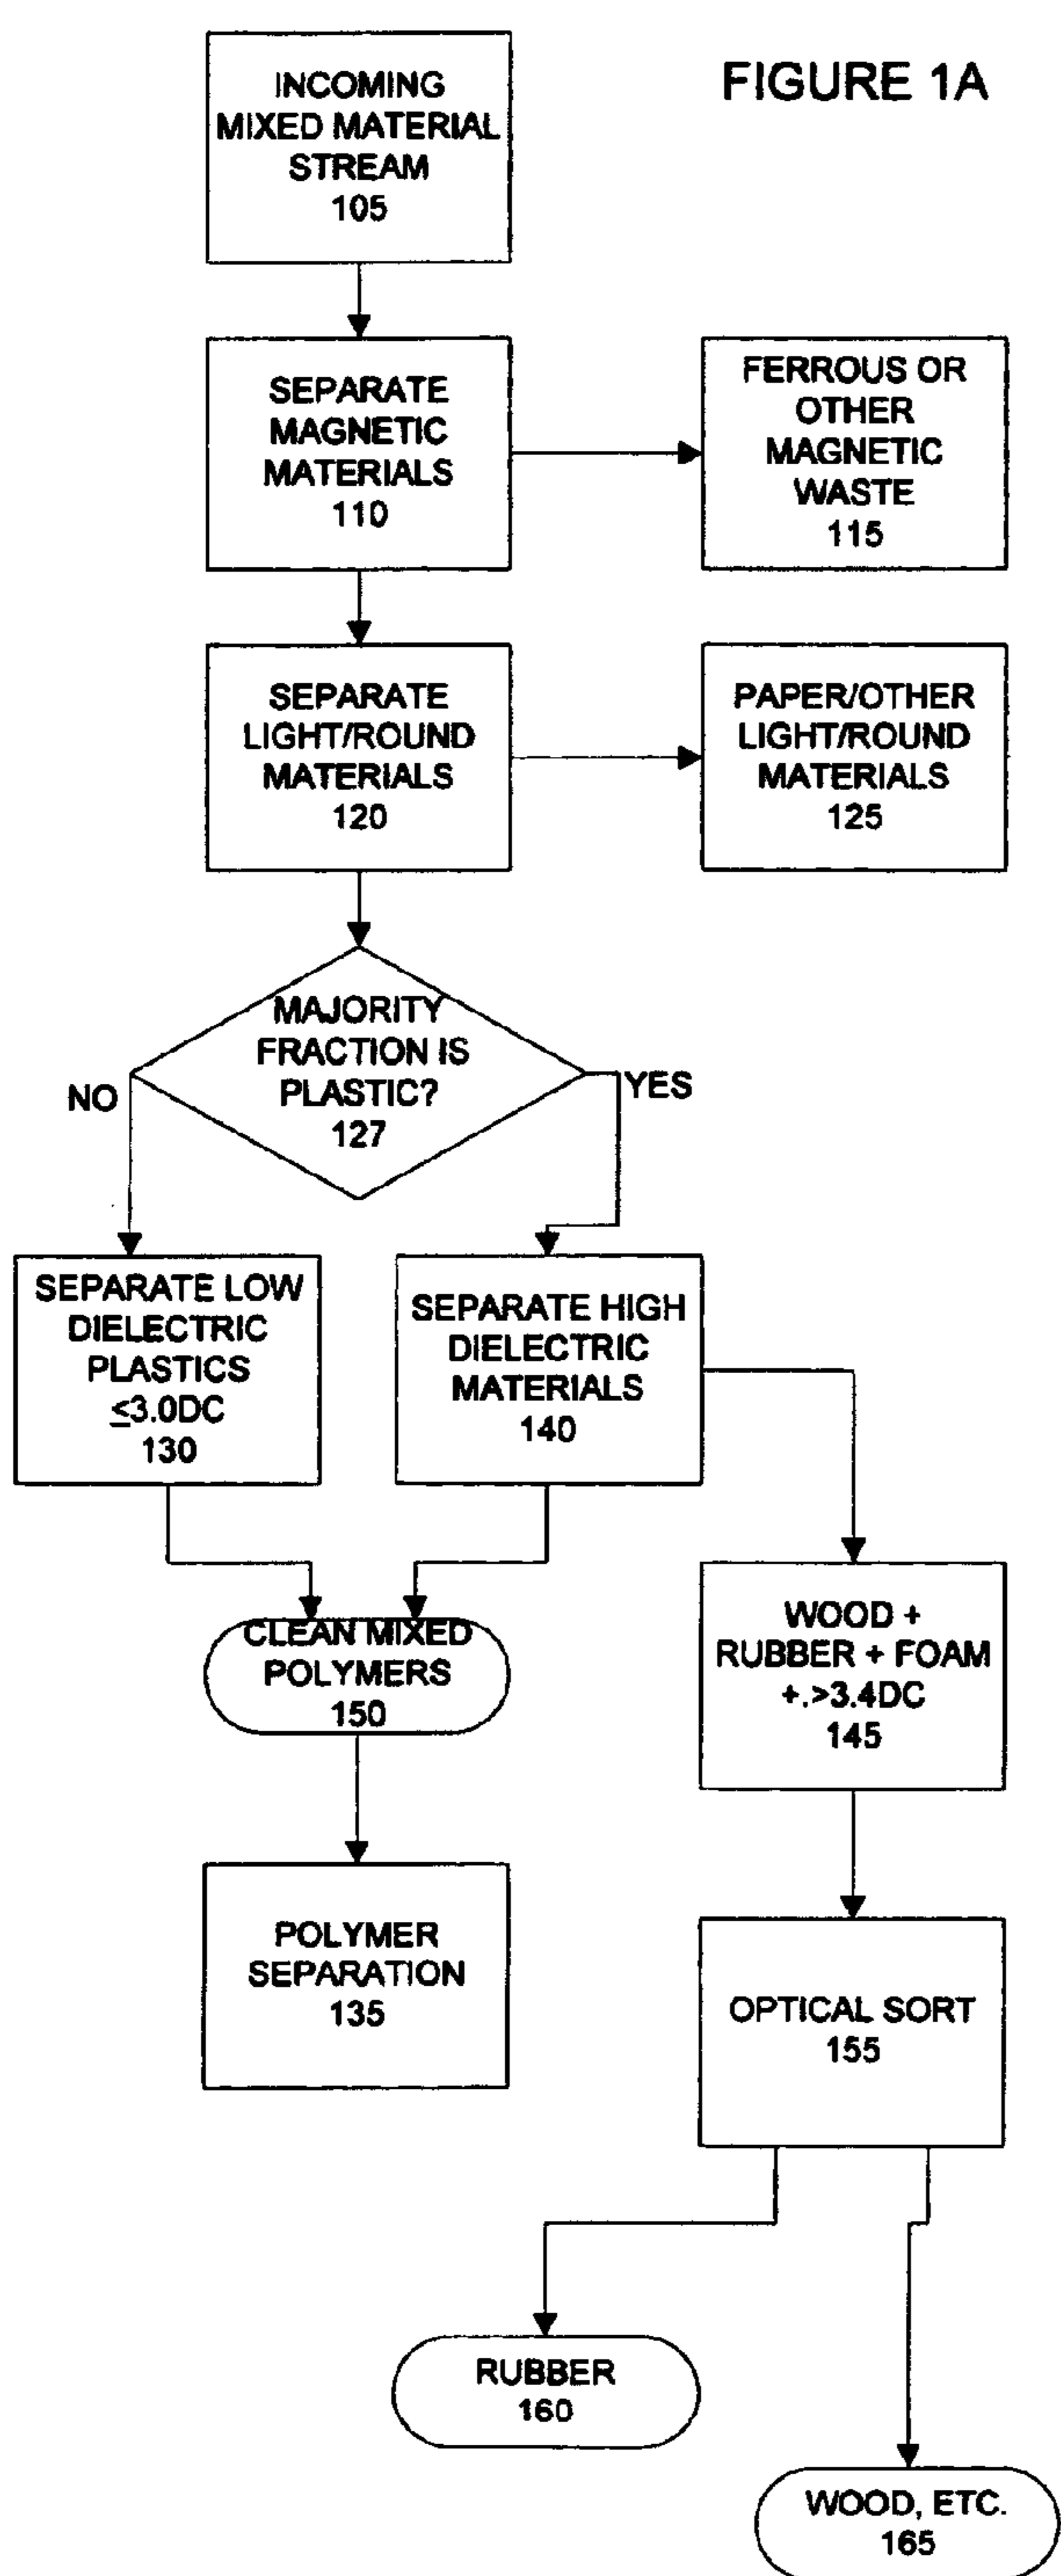 FIGURE 1A
INCOMING
MIXED MATERIAL
STREAM
105
SEPARATE
MAGNETIC
MATERIALS
110
FERROUS OR
OTHER
MAGNETIC
WASTE
115
SEPARATE
LIGHT/ROUND
MATERIALS
120
PAPER/OTHER
LIGHT/ROUND
MATERIALS
125
MAJORITY
FRACTION IS
PLASTIC?
127
NO
YES
SEPARATE LOW
DIELECTRIC
PLASTICS
≤3.0DC
130
SEPARATE HIGH
DIELECTRIC
MATERIALS
140
WOOD +
RUBBER + FOAM
+.>3.4DC
145
CLEAN MIXED
POLYMERS
150
POLYMER
SEPARATION
135
OPTICAL SORT
155
RUBBER
160
WOOD, ETC.
165